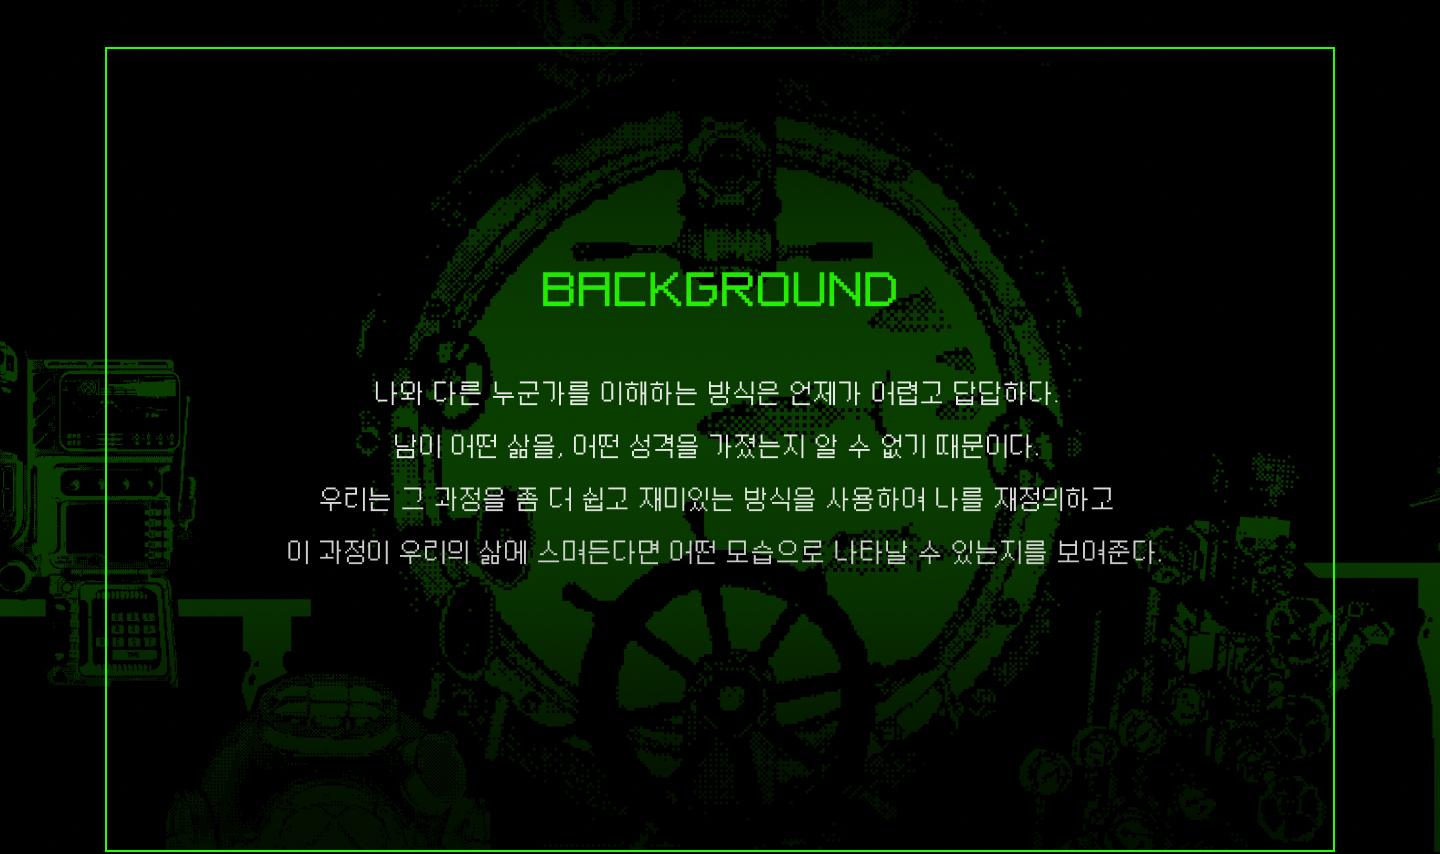 BACKGROUND
나와 다른 누군가를 이해하는 방식은 언제가 어렵고 답답하다.
남이 어떤 삶을, 어떤 성격을 가졌는지 알 수 없기 때문이다.
우리는 그 과정을 좀 더 쉽고 재미있는 방식을 사용하여 나를 재정의하고
이 과정이 우리의 삶에 스며든다면 어떤 모습으로 나타날 수 있는지를 보여준다.